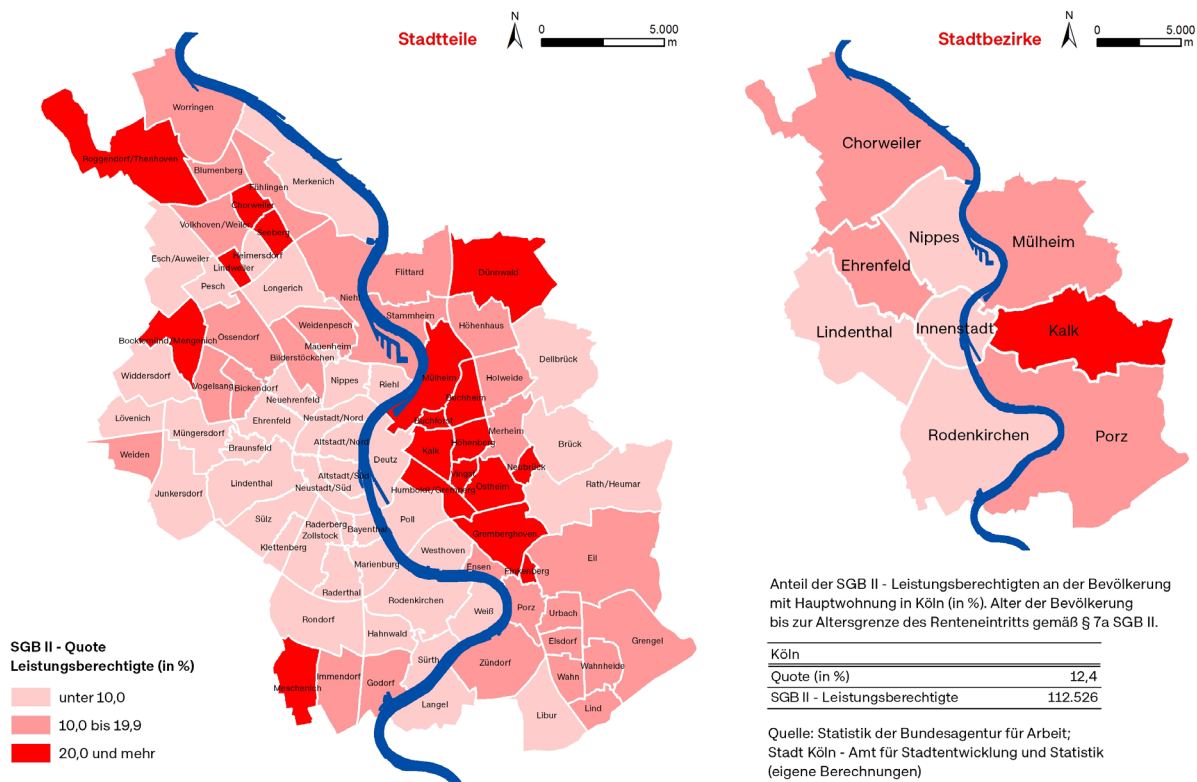 Stadtteile
N
0
5.000
m
Stadtbezirke
N
0
5.000
m
Worringen
Roggendorf/Thenhoven
Blumenberg
Fühlingen
Merkenich
Chorweiler
Volkhoven/Weiler
Seeberg
Esch/Auweiler
Heimersdorf
Lindweiler
Pesch
Longerich
Niehl
Flittard
Dünnwald
Stammheim
Höhenhaus
Weidenpesch
Ossendorf
Mauenheim
Bocklemünd/Mengenich
Bilderstöckchen
Dellbrück
Widdersdorf
Vogelsang
Bickendorf
Nippes
Riehl
Mülheim
Holweide
Buchheim
Neuehrenfeld
Lövenich
Müngersdorf
Ehrenfeld
Neustadt/Nord
Buchforst
Merheim
Braunsfeld
Altstadt/Nord
Höhenberg
Brück
Weiden
Kalk
Deutz
Neubrück
Junkersdorf
Lindenthal
Altstadt/Süd
Neustadt/Süd
Vingst
Ostheim
Rath/Heumar
Humboldt/Gremberg
Sülz
Raderberg
Zollstock
Bayenthal
Poll
Gremberghoven
Klettenberg
Marienburg
Westhoven
Eil
Ensen
Finkenberg
Raderthal
Rodenkirchen
Weiß
Porz
Urbach
Rondorf
Hahnwald
Elsdorf
Grengel
Sürth
Zündorf
Wahnheide
Wahn
Meschenich
Immendorf
Godorf
Langel
Libur
Lind
SGB II - Quote
Leistungsberechtigte (in %)
unter 10,0
10,0 bis 19,9
20,0 und mehr
Chorweiler
Nippes
Mülheim
Ehrenfeld
Lindenthal
Innenstadt
Kalk
Rodenkirchen
Porz
Anteil der SGB II - Leistungsberechtigten an der Bevölkerung
mit Hauptwohnung in Köln (in %). Alter der Bevölkerung
bis zur Altersgrenze des Renteneintritts gemäß § 7a SGB II.
Köln
Quote (in %) 12,4
SGB II - Leistungsberechtigte 112.526
Quelle: Statistik der Bundesagentur für Arbeit;
Stadt Köln - Amt für Stadtentwicklung und Statistik
(eigene Berechnungen)